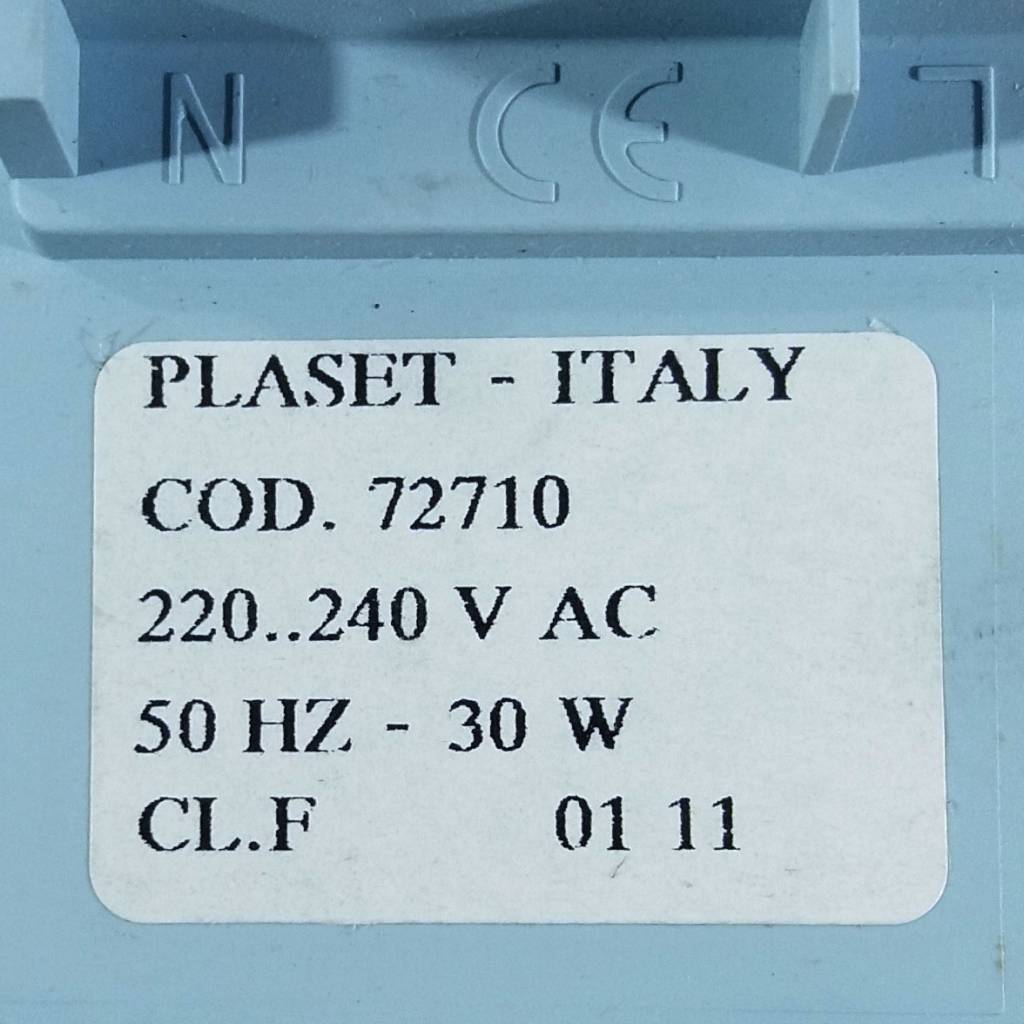 N CE L
PLASET - ITALY
COD. 72710
220..240 V AC
50 HZ - 30 W
CL.F 01 11